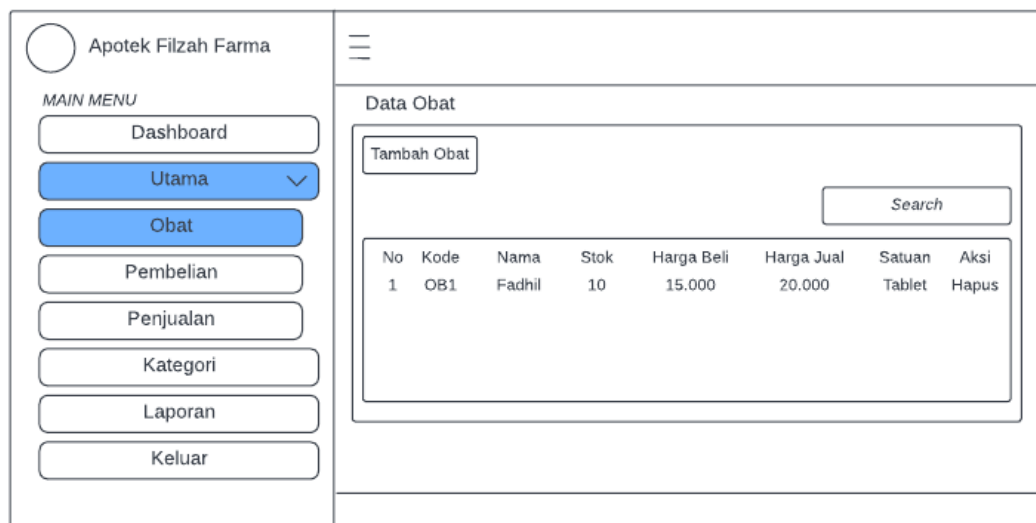 Apotek Filzah Farma
MAIN MENU
Dashboard
Utama
Obat
Pembelian
Penjualan
Kategori
Laporan
Keluar
Data Obat
Tambah Obat
Search
No Kode Nama Stok Harga Beli Harga Jual Satuan Aksi
1 OB1 Fadhil 10 15.000 20.000 Tablet Hapus